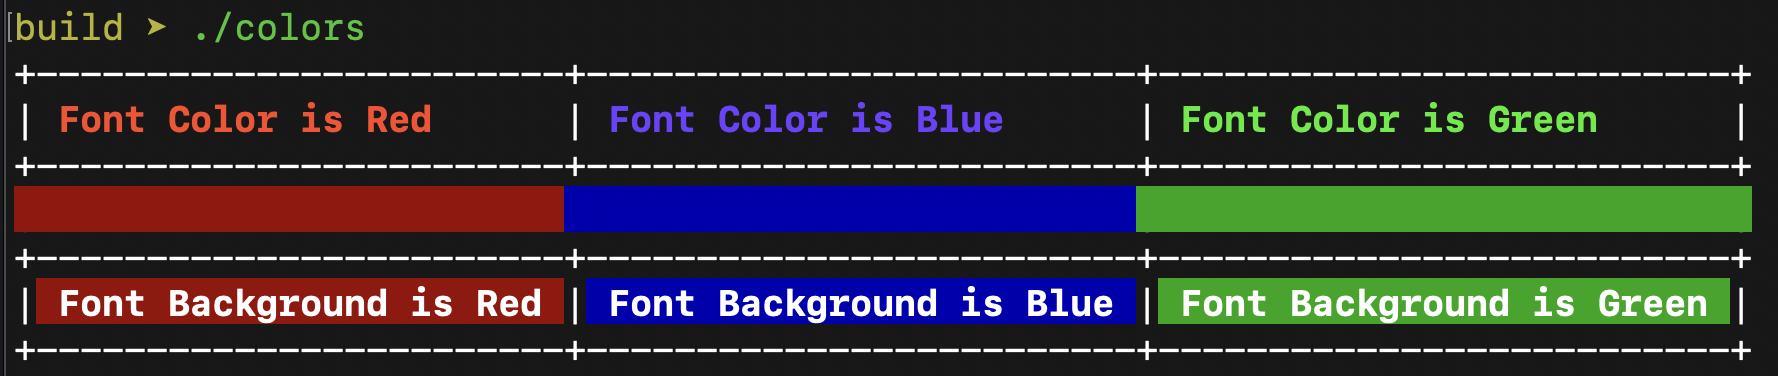 build ➤ ./colors
+------------------------+-------------------------+--------------------------+
| Font Color is Red      | Font Color is Blue      | Font Color is Green      |
+------------------------+-------------------------+--------------------------+
+------------------------+-------------------------+--------------------------+
| Font Background is Red | Font Background is Blue | Font Background is Green |
+------------------------+-------------------------+--------------------------+